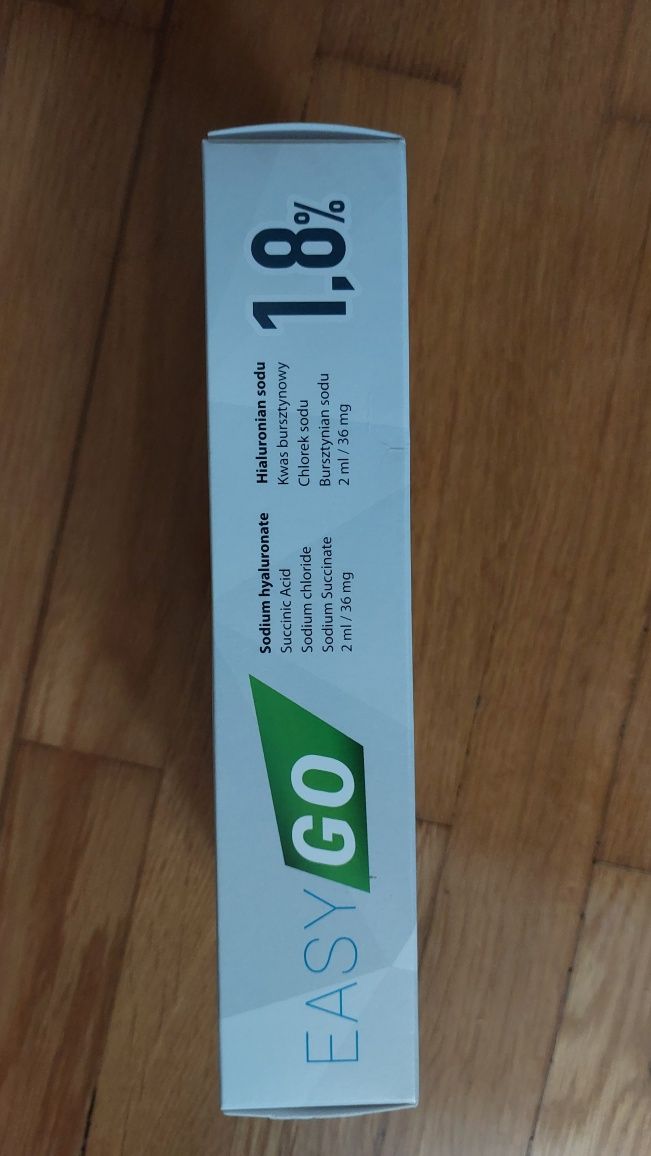 EASY GO
Sodium hyaluronate
Succinic Acid
Sodium chloride
Sodium Succinate
2 ml / 36 mg
Hialuronian sodu
Kwas bursztynowy
Chlorek sodu
Bursztynian sodu
2 ml / 36 mg
1,8%